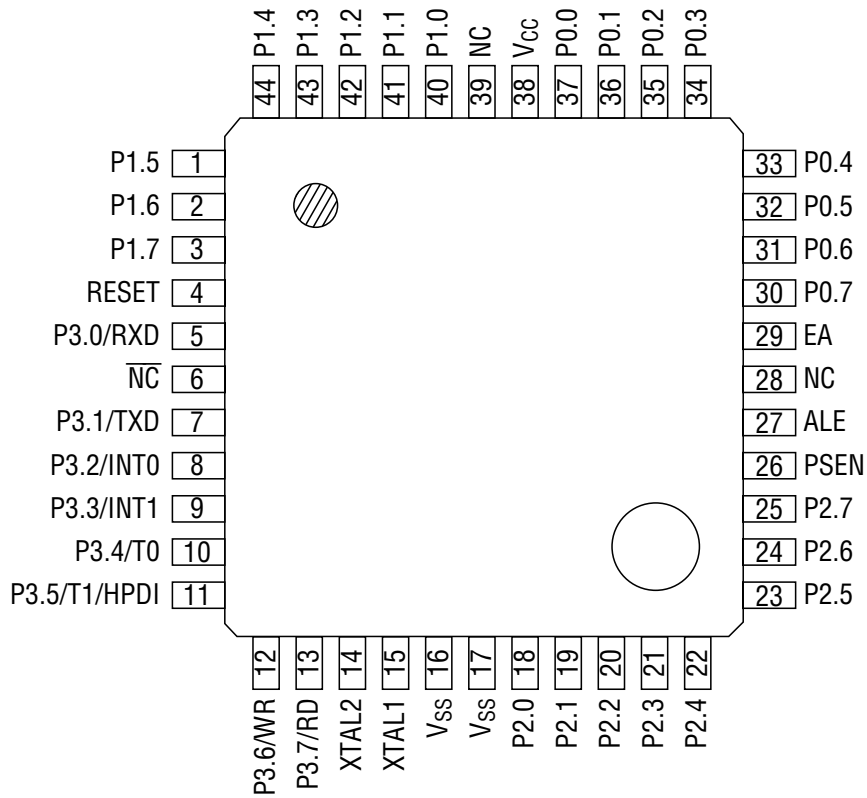 P1.4 P1.3 P1.2 P1.1 P1.0 NC VCC P0.0 P0.1 P0.2 P0.3
44 43 42 41 40 39 38 37 36 35 34
P1.5 1 33 P0.4
P1.6 2 32 P0.5
P1.7 3 31 P0.6
RESET 4 30 P0.7
P3.0/RXD 5 29 EA
N̅C̅ 6 28 NC
P3.1/TXD 7 27 ALE
P3.2/INT0 8 26 PSEN
P3.3/INT1 9 25 P2.7
P3.4/T0 10 24 P2.6
P3.5/T1/HPDI 11 23 P2.5
12 13 14 15 16 17 18 19 20 21 22
P3.6/WR P3.7/RD XTAL2 XTAL1 VSS VSS P2.0 P2.1 P2.2 P2.3 P2.4